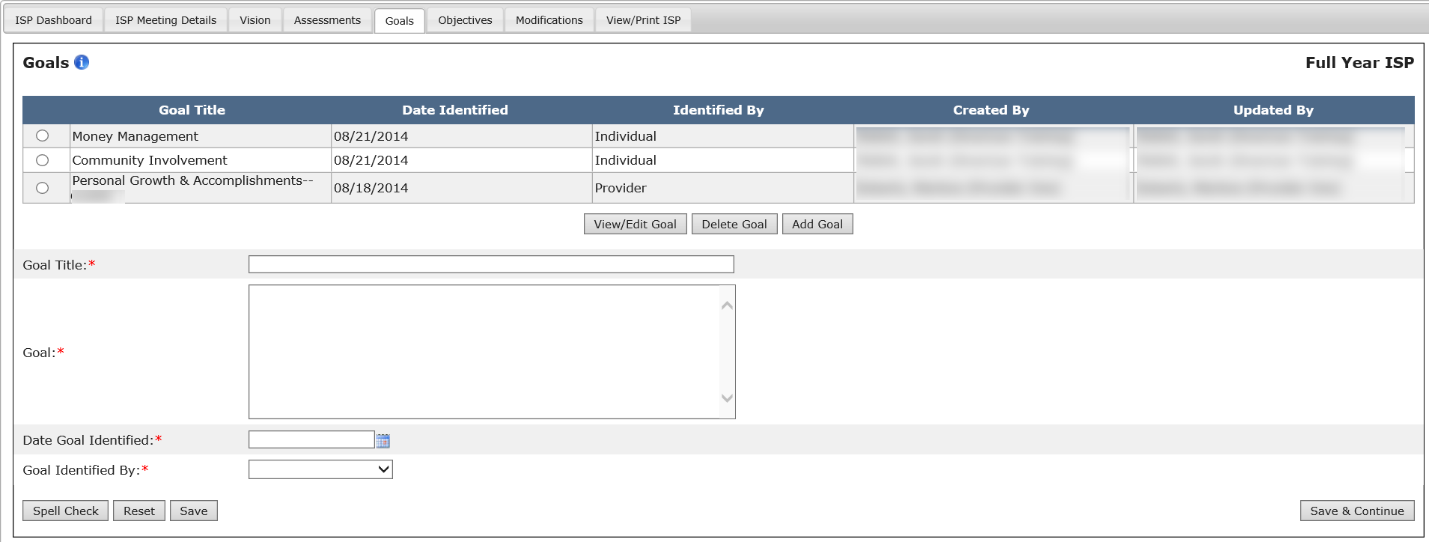 ISP Dashboard ISP Meeting Details Vision Assessments Goals Objectives Modifications View/Print ISP
Goals i Full Year ISP
Goal Title Date Identified Identified By Created By Updated By
Money Management 08/21/2014 Individual
Community Involvement 08/21/2014 Individual
Personal Growth & Accomplishments-- 08/18/2014 Provider
View/Edit Goal Delete Goal Add Goal
Goal Title:*
Goal:*
Date Goal Identified:*
Goal Identified By:*
Spell Check Reset Save Save & Continue